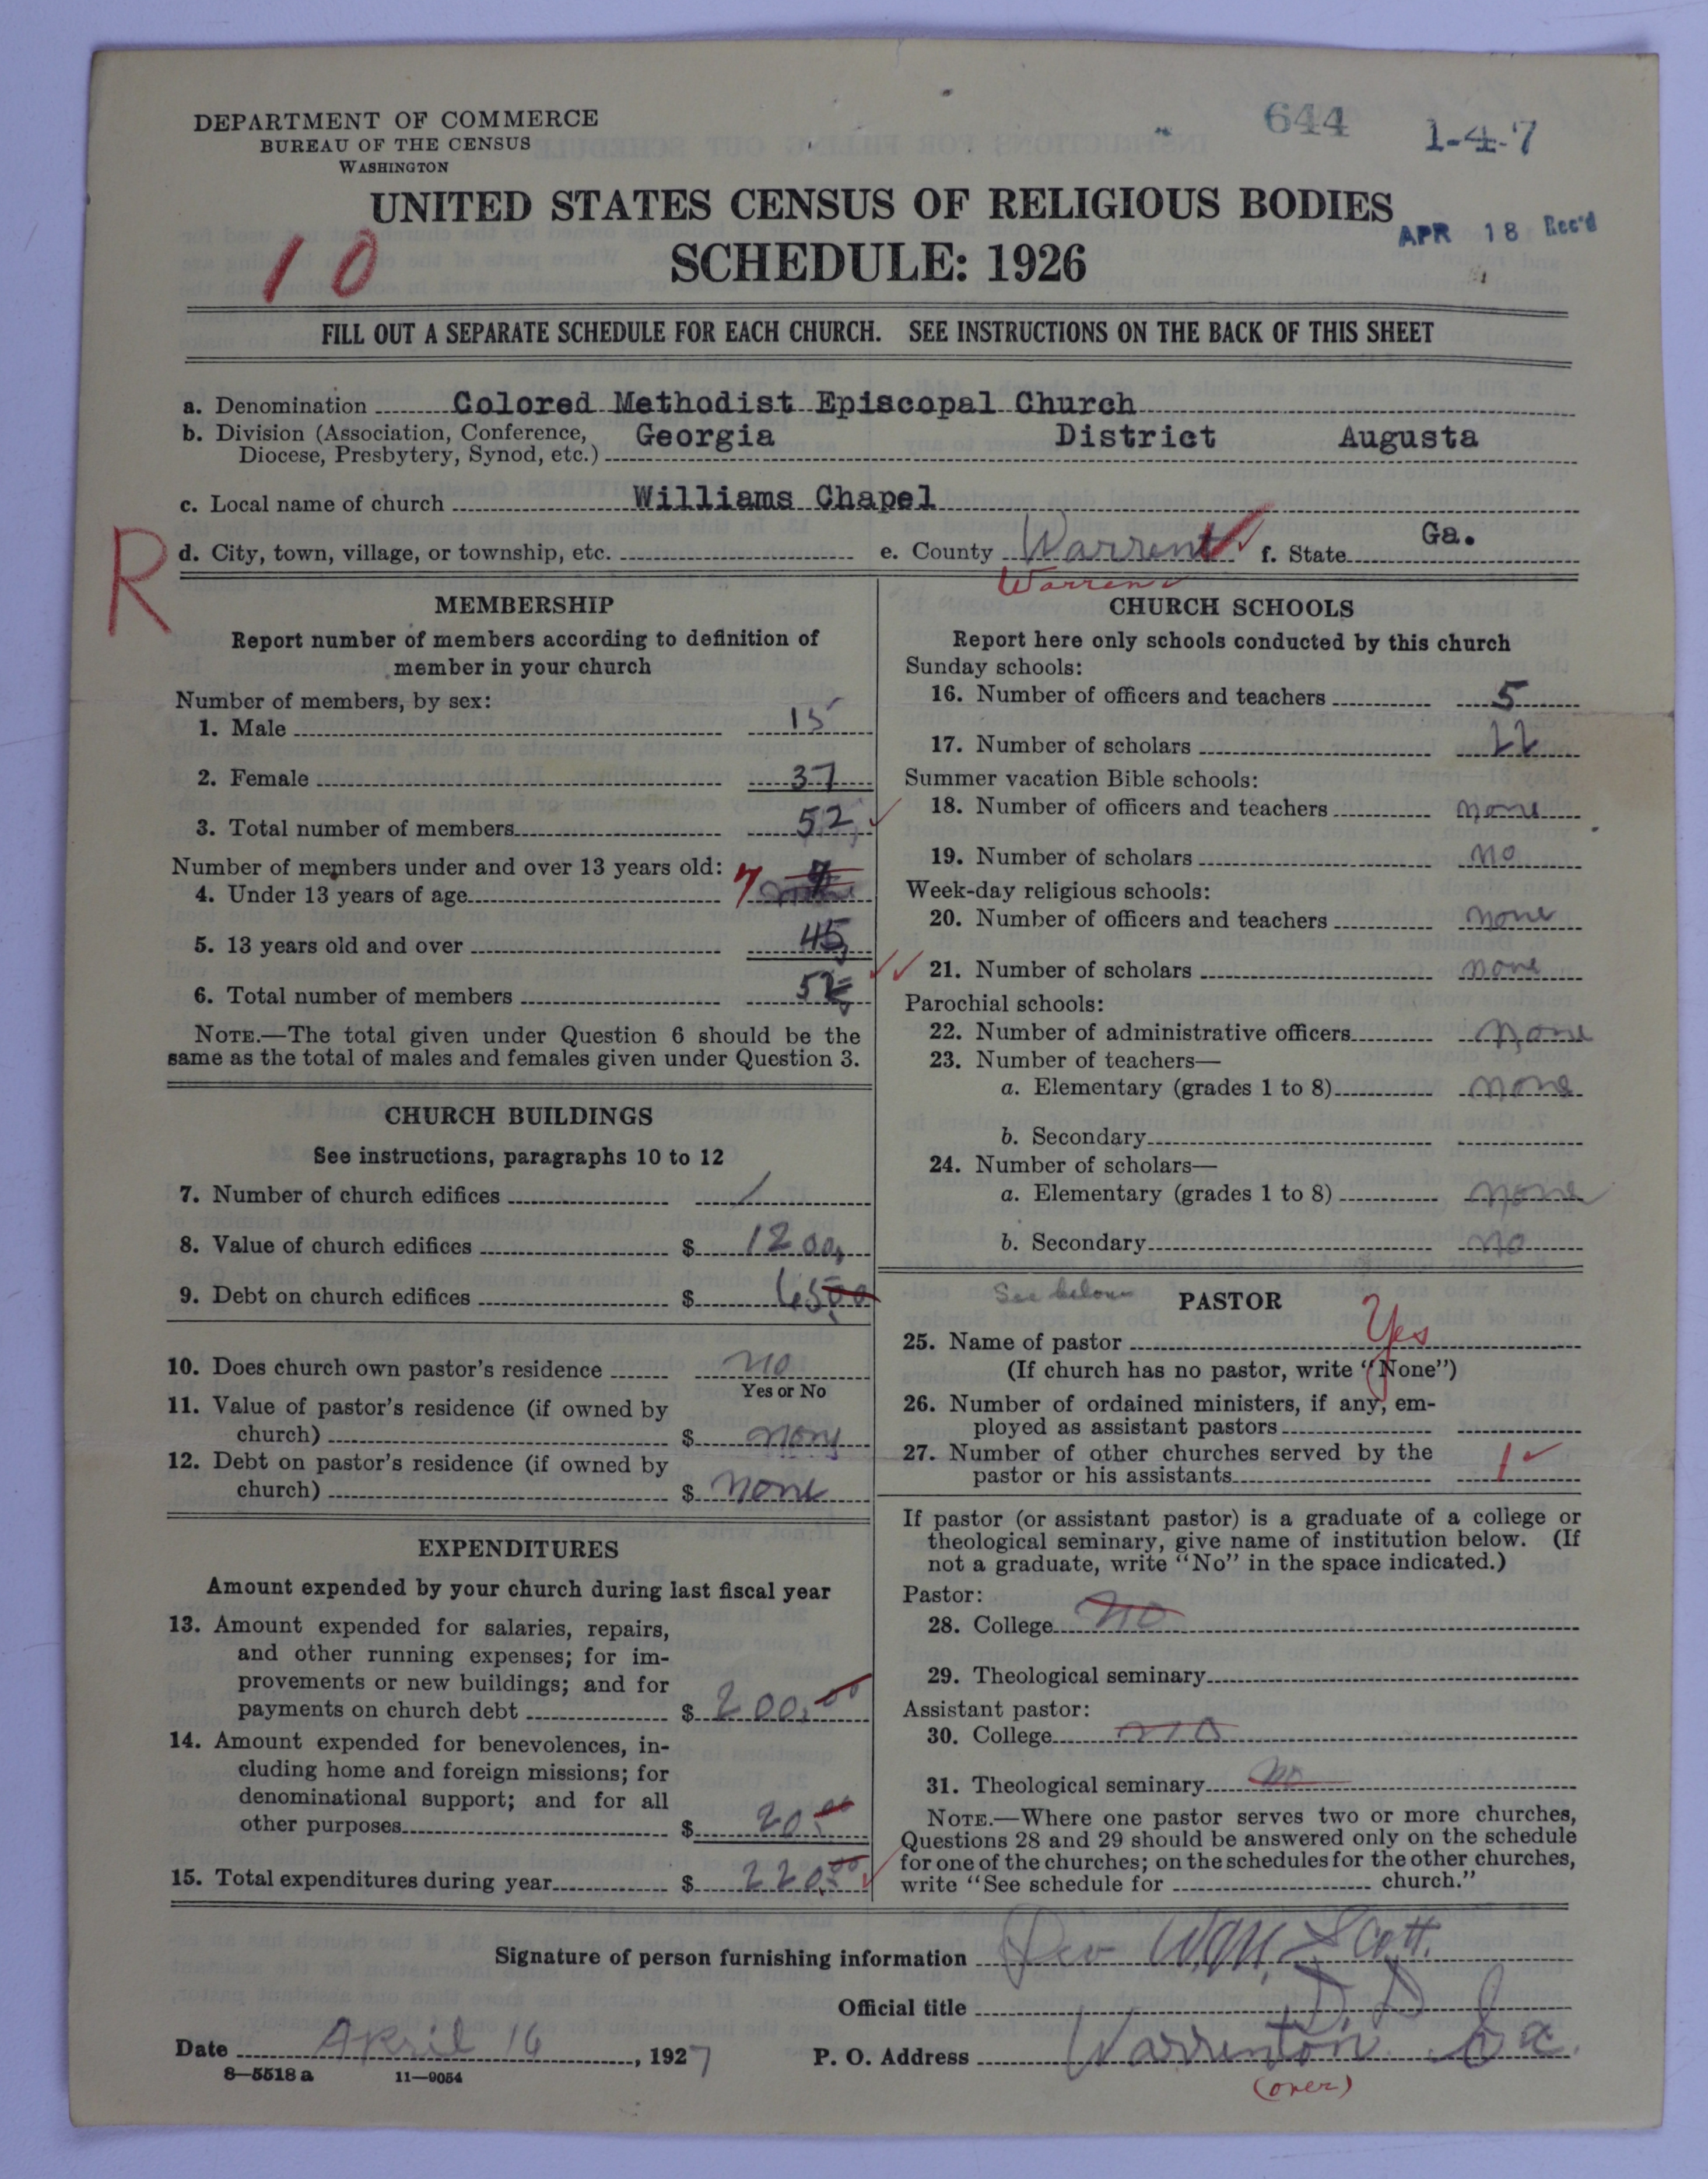 DEPARTMENT OF COMMERCE
BUREAU OF THE CENSUS
WASHINGTON
644
1-4-7
UNITED STATES CENSUS OF RELIGIOUS BODIES
SCHEDULE: 1926
APR 18 Rec'd
10
FILL OUT A SEPARATE SCHEDULE FOR EACH CHURCH. SEE INSTRUCTIONS ON THE BACK OF THIS SHEET
a. Denomination Colored Methodist Episcopal Church
b. Division (Association, Conference, Diocese, Presbytery, Synod, etc.) Georgia District Augusta
c. Local name of church Williams Chapel
R
d. City, town, village, or township, etc. e. County Warrent f. State Ga.
Warren
MEMBERSHIP
Report number of members according to definition of
member in your church
Number of members, by sex:
1. Male 15
2. Female 37
3. Total number of members 52
Number of members under and over 13 years old:
4. Under 13 years of age 7
5. 13 years old and over 45
6. Total number of members 52
NOTE.—The total given under Question 6 should be the
same as the total of males and females given under Question 3.
CHURCH BUILDINGS
See instructions, paragraphs 10 to 12
7. Number of church edifices 1
8. Value of church edifices $ 1200,
9. Debt on church edifices $
10. Does church own pastor's residence no
Yes or No
11. Value of pastor's residence (if owned by
church) $ none
12. Debt on pastor's residence (if owned by
church) $ none
EXPENDITURES
Amount expended by your church during last fiscal year
13. Amount expended for salaries, repairs,
and other running expenses; for im-
provements or new buildings; and for
payments on church debt $ 200.00
14. Amount expended for benevolences, in-
cluding home and foreign missions; for
denominational support; and for all
other purposes $ 20.00
15. Total expenditures during year $ 220.00
CHURCH SCHOOLS
Report here only schools conducted by this church
Sunday schools:
16. Number of officers and teachers 5
17. Number of scholars 22
Summer vacation Bible schools:
18. Number of officers and teachers none
19. Number of scholars no
Week-day religious schools:
20. Number of officers and teachers none
21. Number of scholars none
Parochial schools:
22. Number of administrative officers none
23. Number of teachers—
a. Elementary (grades 1 to 8) none
b. Secondary
24. Number of scholars—
a. Elementary (grades 1 to 8) none
b. Secondary no
See below
PASTOR
25. Name of pastor Yes
(If church has no pastor, write "None")
26. Number of ordained ministers, if any, em-
ployed as assistant pastors
27. Number of other churches served by the
pastor or his assistants 1
If pastor (or assistant pastor) is a graduate of a college or
theological seminary, give name of institution below. (If
not a graduate, write "No" in the space indicated.)
Pastor:
28. College no
29. Theological seminary
Assistant pastor:
30. College no
31. Theological seminary no
NOTE.—Where one pastor serves two or more churches,
Questions 28 and 29 should be answered only on the schedule
for one of the churches; on the schedules for the other churches,
write "See schedule for church."
Signature of person furnishing information Rev Scott
Official title D. D
Date April 16, 1927 P. O. Address Warrenton Ga.
8—5518 a 11—9054
(over)